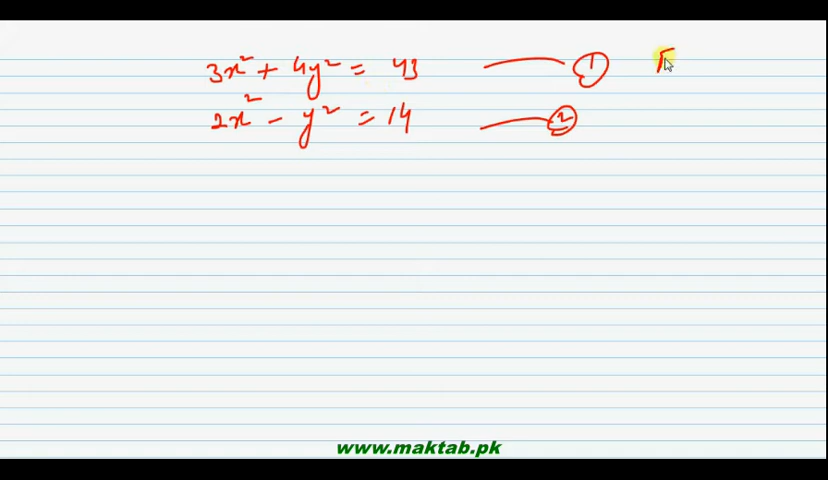 3x² + 4y² = 43 ——— ①
2x² - y² = 14 ——— ②
www.maktab.pk